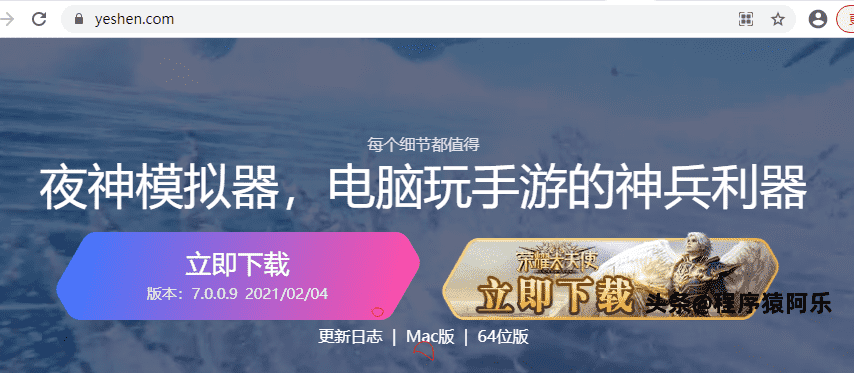 yeshen.com
每个细节都值得
夜神模拟器，电脑玩手游的神兵利器
立即下载
版本：7.0.0.9 2021/02/04
荣耀大天使
立即下载
头条@程序猿阿乐
更新日志 | Mac版 | 64位版